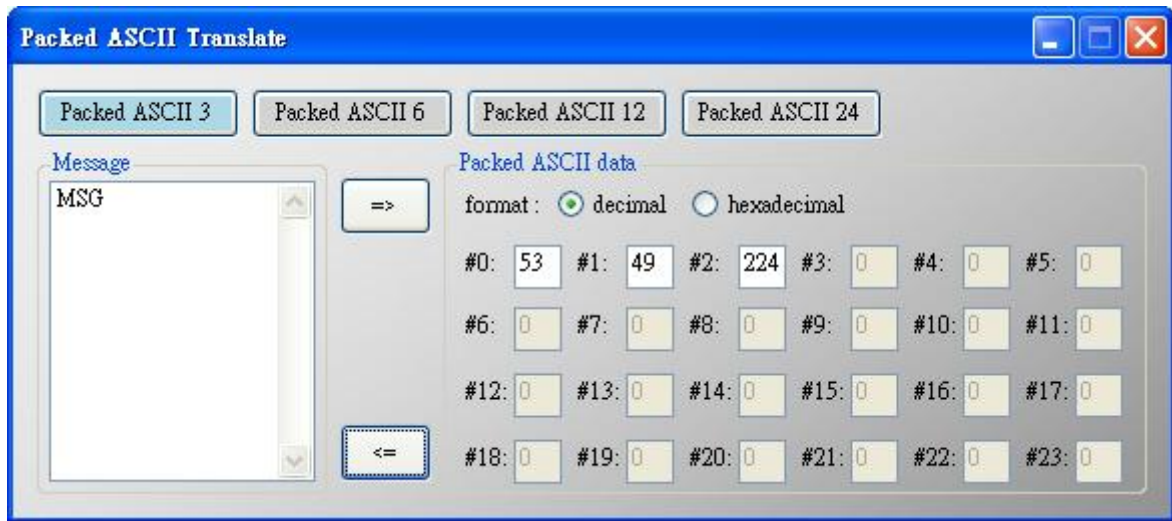 Packed ASCII Translate
Packed ASCII 3 Packed ASCII 6 Packed ASCII 12 Packed ASCII 24
Message
MSG
=>
<=
Packed ASCII data
format : decimal hexadecimal
#0: 53 #1: 49 #2: 224 #3: 0 #4: 0 #5: 0
#6: 0 #7: 0 #8: 0 #9: 0 #10: 0 #11: 0
#12: 0 #13: 0 #14: 0 #15: 0 #16: 0 #17: 0
#18: 0 #19: 0 #20: 0 #21: 0 #22: 0 #23: 0